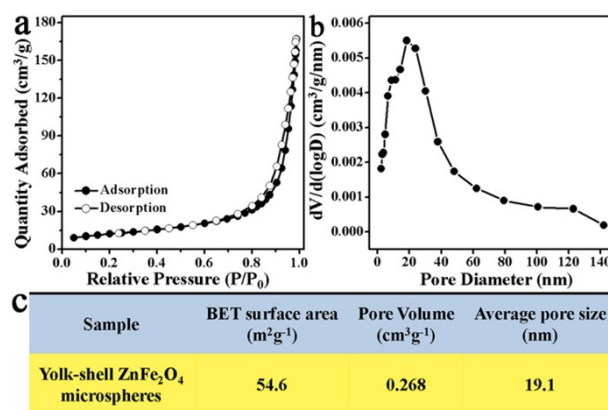 a
Quantity Adsorbed (cm³/g)
180
150
120
90
60
30
0
Adsorption
Desorption
0.0 0.2 0.4 0.6 0.8 1.0
Relative Pressure (P/P₀)
b
dV/d(logD) (cm³/g/nm)
0.006
0.005
0.004
0.003
0.002
0.001
0.000
0 20 40 60 80 100 120 140
Pore Diameter (nm)
c
Sample BET surface area (m²g⁻¹) Pore Volume (cm³g⁻¹) Average pore size (nm)
Yolk-shell ZnFe₂O₄ microspheres 54.6 0.268 19.1